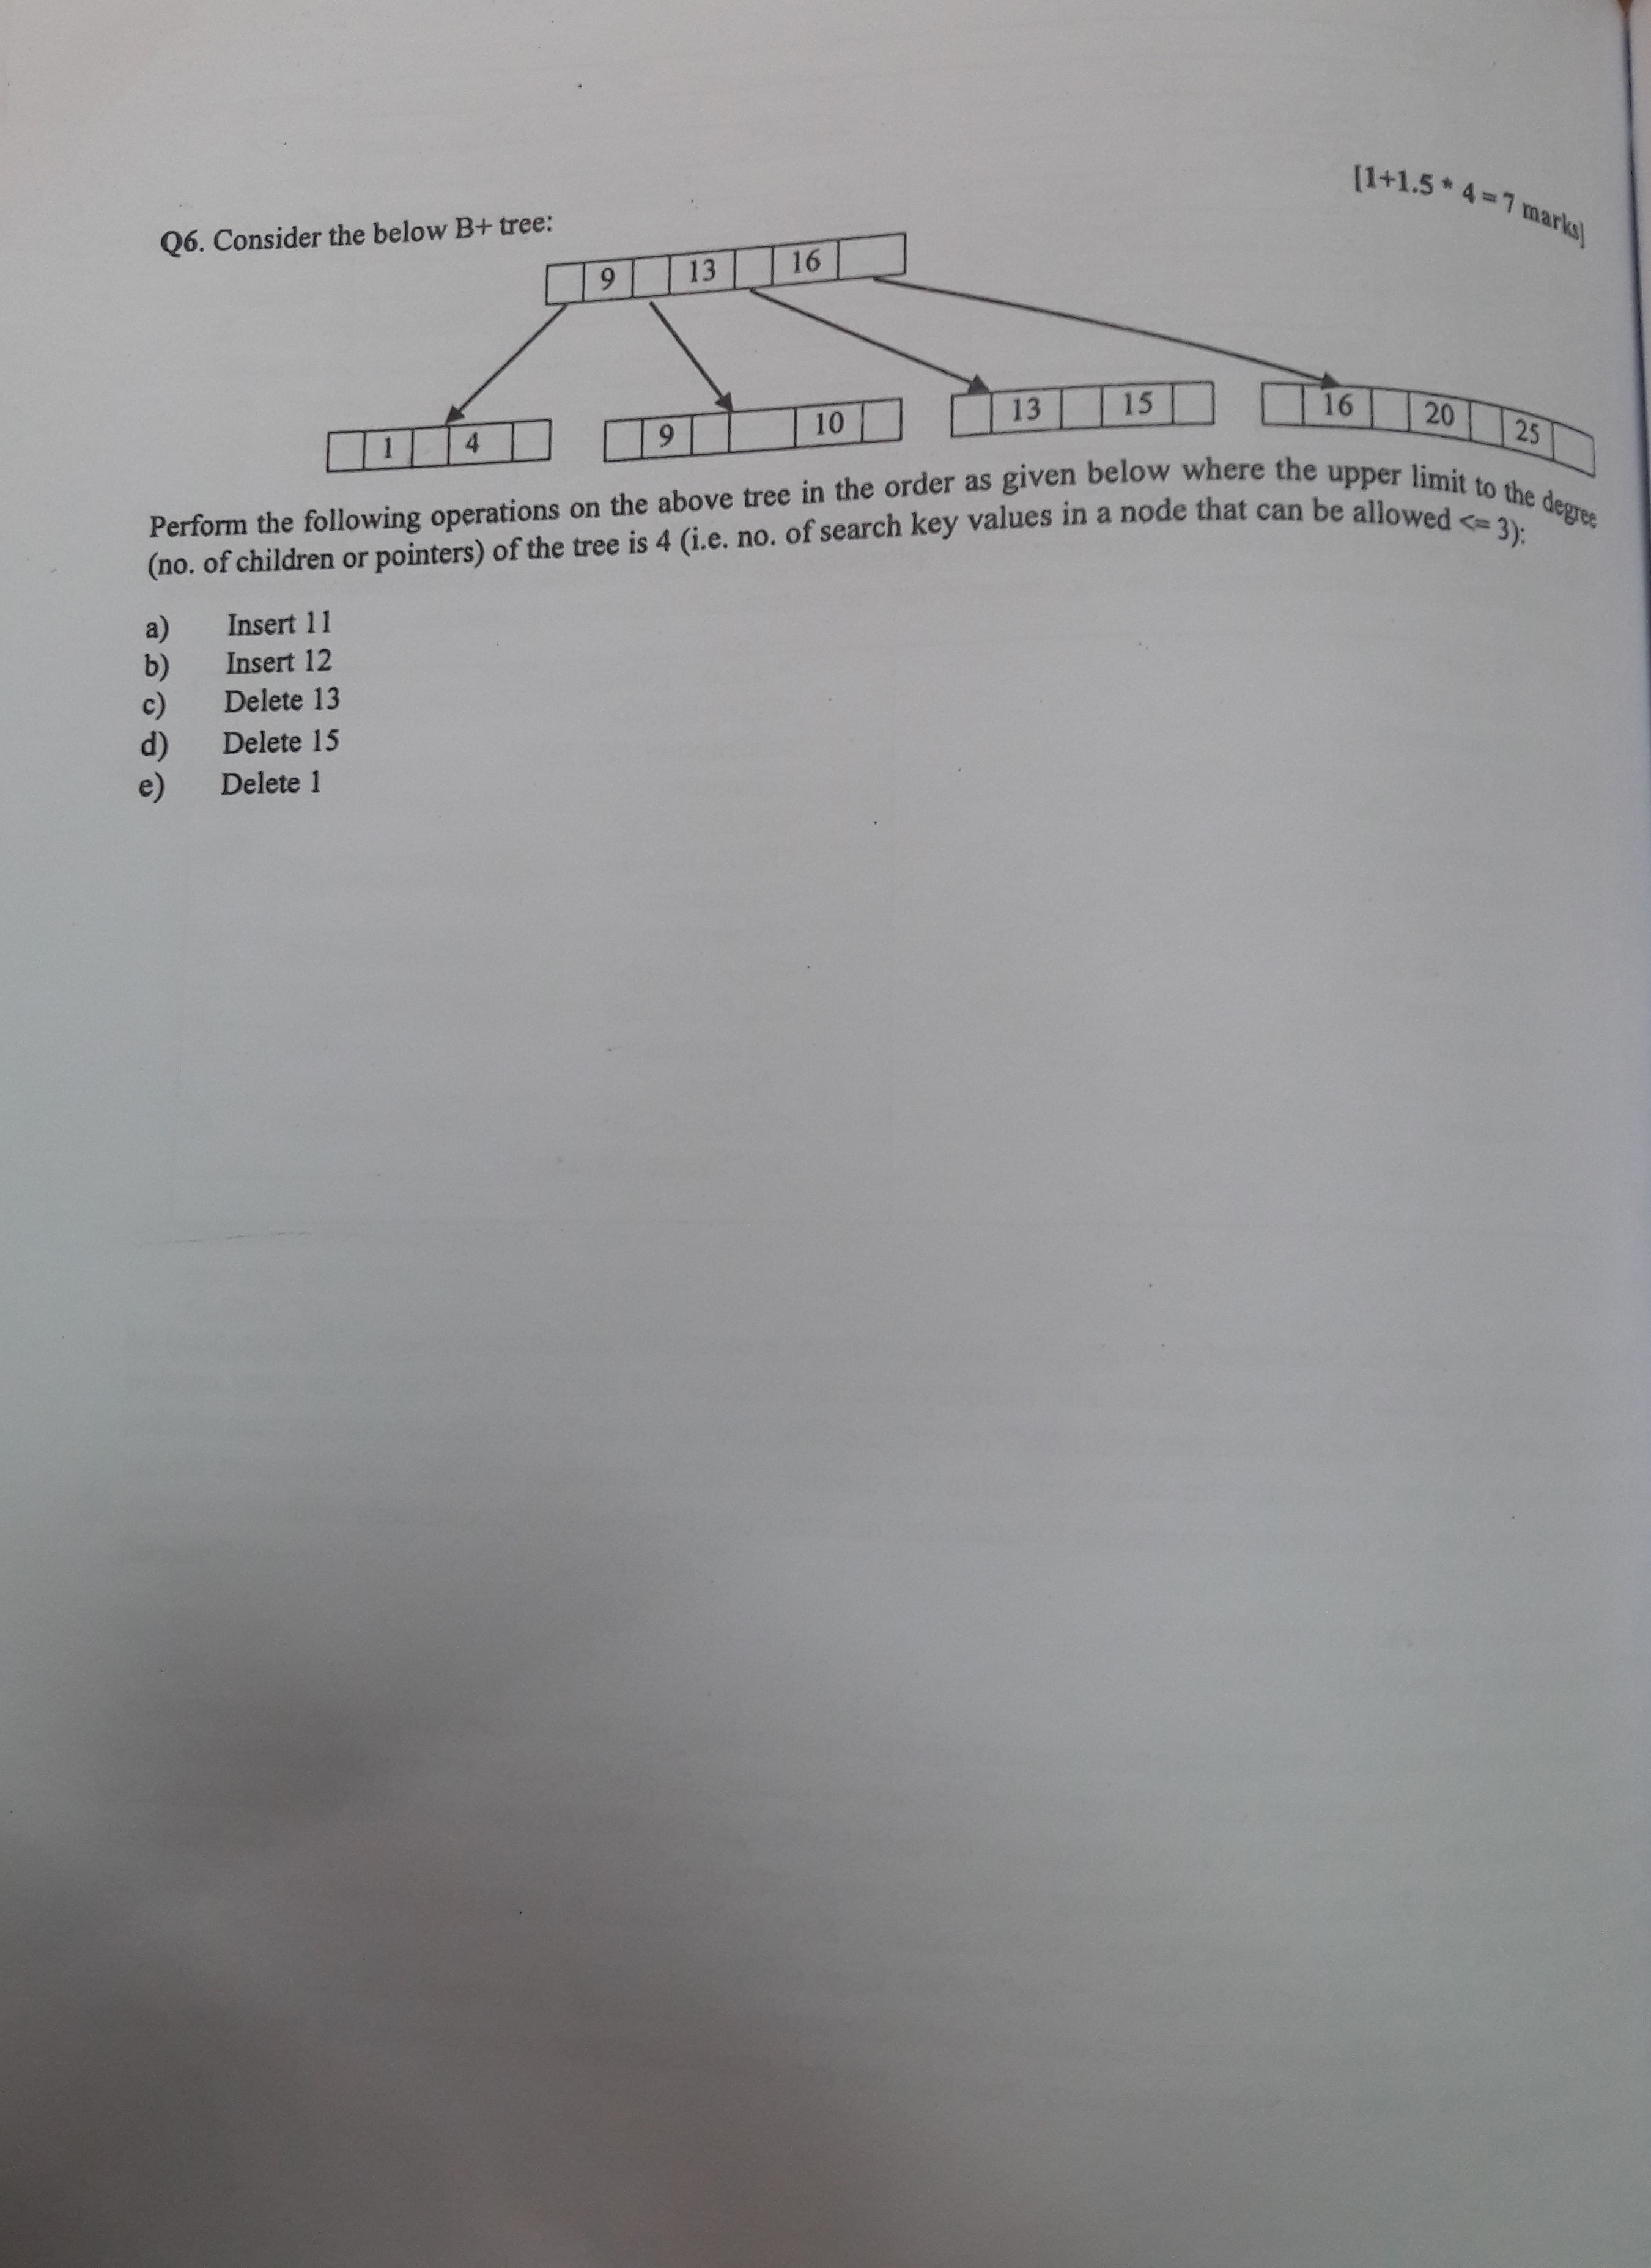 [1+1.5 * 4 = 7 marks]
Q6. Consider the below B+ tree:
9 13 16
1 4 9 10 13 15 16 20 25
Perform the following operations on the above tree in the order as given below where the upper limit to the degree
(no. of children or pointers) of the tree is 4 (i.e. no. of search key values in a node that can be allowed <= 3):
a) Insert 11
b) Insert 12
c) Delete 13
d) Delete 15
e) Delete 1